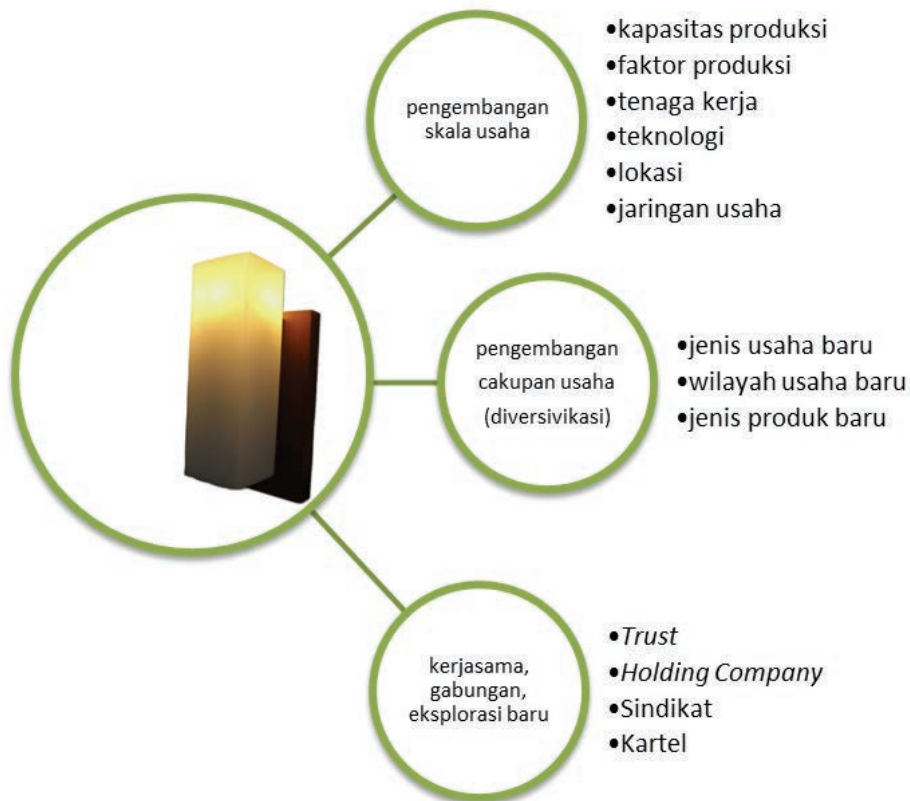 pengembangan
skala usaha
•kapasitas produksi
•faktor produksi
•tenaga kerja
•teknologi
•lokasi
•jaringan usaha
pengembangan
cakupan usaha
(diversivikasi)
•jenis usaha baru
•wilayah usaha baru
•jenis produk baru
kerjasama,
gabungan,
eksplorasi baru
•Trust
•Holding Company
•Sindikat
•Kartel